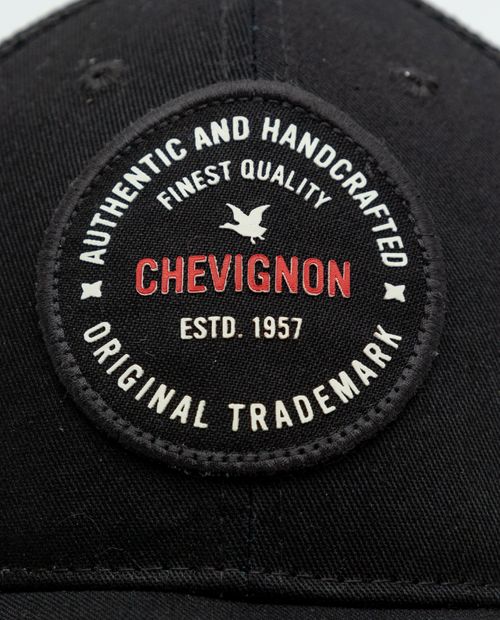 AUTHENTIC AND HANDCRAFTED
FINEST QUALITY
CHEVIGNON
ESTD. 1957
ORIGINAL TRADEMARK